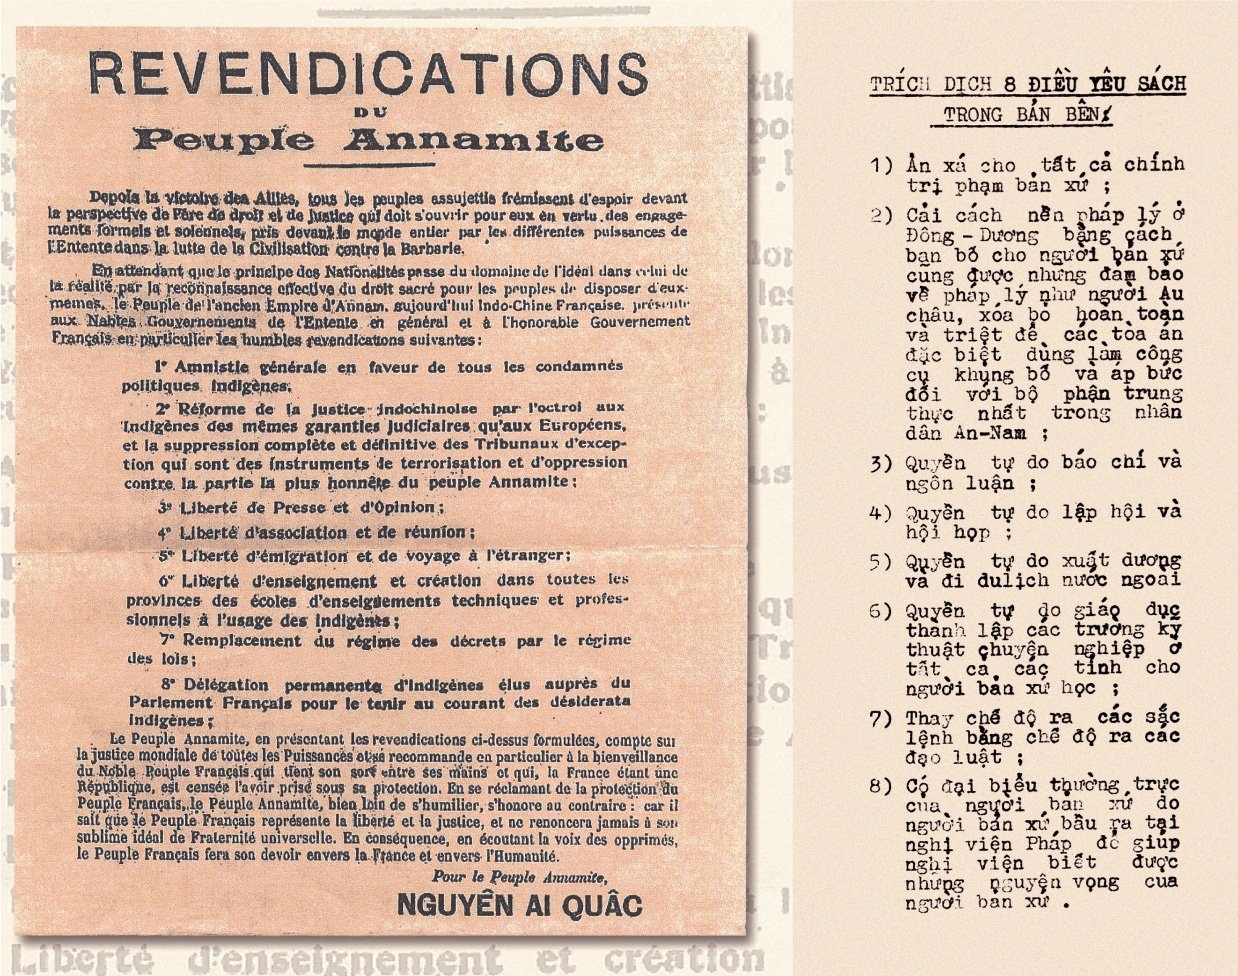 REVENDICATIONS
DU
Peuple Annamite
Depuis la victoire des Alliés, tous les peuples assujettis frémissent d'espoir devant
la perspective de l'ère de droit et de justice qui doit s'ouvrir pour eux en vertu des engage-
ments formels et solennels, pris devant le monde entier par les différentes puissances de
l'Entente dans la lutte de la Civilisation contre la Barbarie.
En attendant que le principe des Nationalités passe du domaine de l'idéal dans celui de
la réalité par la reconnaissance effective du droit sacré pour les peuples de disposer d'eux-
mêmes, le Peuple de l'ancien Empire d'Annam, aujourd'hui Indo-Chine Française, présente
aux Nobles Gouvernements de l'Entente en général et à l'honorable Gouvernement
Français en particulier les humbles revendications suivantes :
1° Amnistie générale en faveur de tous les condamnés
politiques indigènes.
2° Réforme de la justice indochinoise par l'octroi aux
Indigènes des mêmes garanties judiciaires qu'aux Européens,
et la suppression complète et définitive des Tribunaux d'excep-
tion qui sont des instruments de terrorisation et d'oppression
contre la partie la plus honnête du peuple Annamite ;
3° Liberté de Presse et d'Opinion ;
4° Liberté d'association et de réunion ;
5° Liberté d'émigration et de voyage à l'étranger ;
6° Liberté d'enseignement et création dans toutes les
provinces des écoles d'enseignements techniques et profes-
sionnels à l'usage des indigènes ;
7° Remplacement du régime des décrets par le régime
des lois ;
8° Délégation permanente d'indigènes élus auprès du
Parlement Français pour le tenir au courant des désiderata
indigènes ;
Le Peuple Annamite, en présentant les revendications ci-dessus formulées, compte sur
la justice mondiale de toutes les Puissances et se recommande en particulier à la bienveillance
du Noble Peuple Français qui tient son sort entre ses mains et qui, la France étant une
République, est censée l'avoir pris sous sa protection. En se réclamant de la protection du
Peuple Français, le Peuple Annamite, bien loin de s'humilier, s'honore au contraire : car il
sait que le Peuple Français représente la liberté et la justice, et ne renoncera jamais à son
sublime idéal de Fraternité universelle. En conséquence, en écoutant la voix des opprimés,
le Peuple Français fera son devoir envers la France et envers l'Humanité.
Pour le Peuple Annamite,
NGUYÊN AI QUÂC
Liberté d'enseignement et création
TRÍCH DỊCH 8 ĐIỀU YÊU SÁCH
TRONG BẢN BÊN:
1) Ân xá cho tất cả chính
trị phạm bản xứ ;
2) Cải cách nền pháp lý ở
Đông - Dương bằng cách
ban bố cho người bản xứ
cũng được những đảm bảo
về pháp lý như người Âu
châu, xóa bỏ hoàn toàn
và triệt để các tòa án
đặc biệt dùng làm công
cụ khủng bố và áp bức
đối với bộ phận trung
thực nhất trong nhân
dân An-Nam ;
3) Quyền tự do báo chí và
ngôn luận ;
4) Quyền tự do lập hội và
hội họp ;
5) Quyền tự do xuất dương
và đi du lịch nước ngoài
6) Quyền tự do giáo dục
thành lập các trường kỹ
thuật chuyên nghiệp ở
tất cả các tỉnh cho
người bản xứ học ;
7) Thay chế độ ra các sắc
lệnh bằng chế độ ra các
đạo luật ;
8) Có đại biểu thường trực
của người bản xứ do
người bản xứ bầu ra tại
nghị viện Pháp để giúp
nghị viện biết được
những nguyện vọng của
người bản xứ .